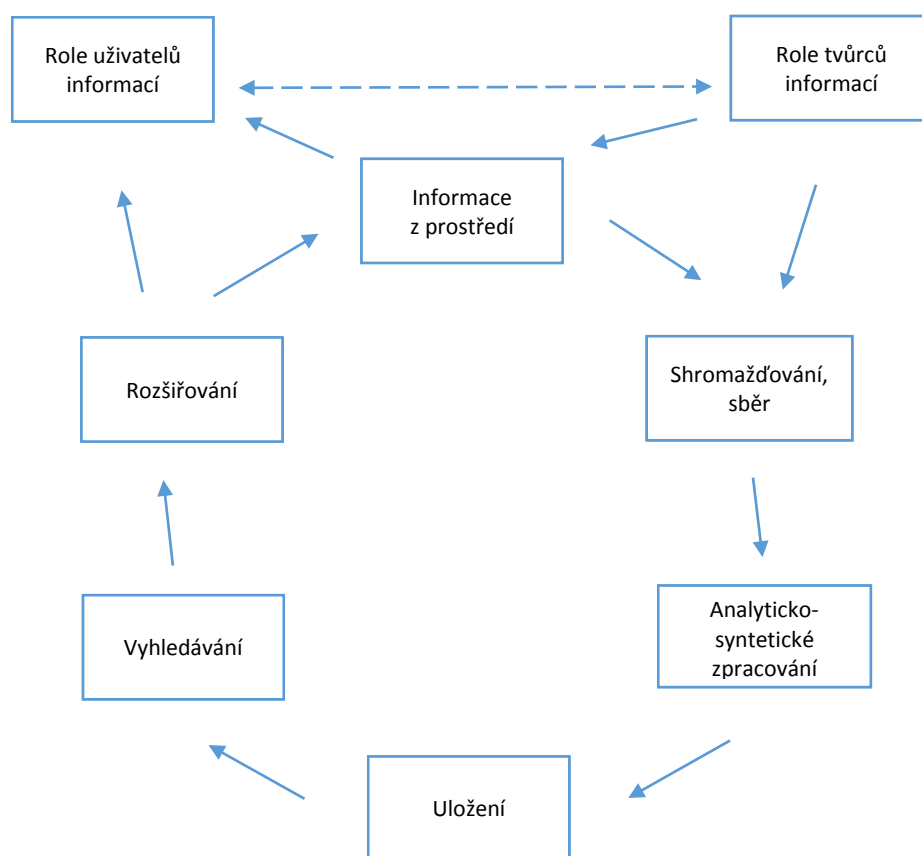 Role uživatelů
informací
Role tvůrců
informací
Informace
z prostředí
Rozšiřování
Shromažďování,
sběr
Vyhledávání
Analyticko-
syntetické
zpracování
Uložení